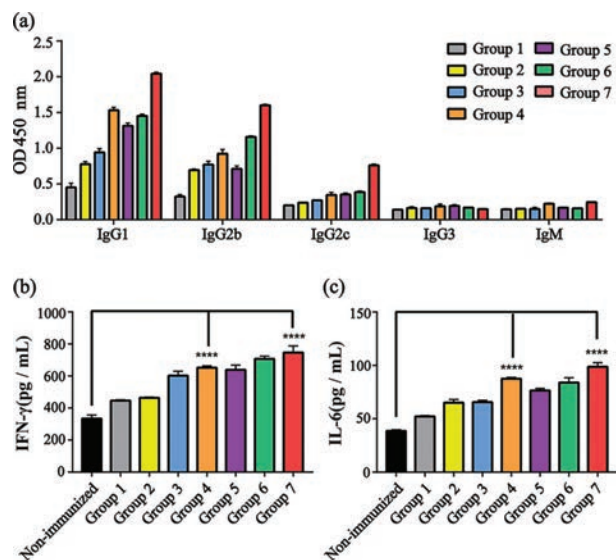 (a)
OD 450 nm
2.5
2.0
1.5
1.0
0.5
0.0
IgG1 IgG2b IgG2c IgG3 IgM
Group 1 Group 5
Group 2 Group 6
Group 3 Group 7
Group 4
(b)
IFN-γ(pg / mL)
1000
800
600
400
200
0
****
****
Non-immunized Group 1 Group 2 Group 3 Group 4 Group 5 Group 6 Group 7
(c)
IL-6(pg / mL)
150
100
50
0
****
****
Non-immunized Group 1 Group 2 Group 3 Group 4 Group 5 Group 6 Group 7